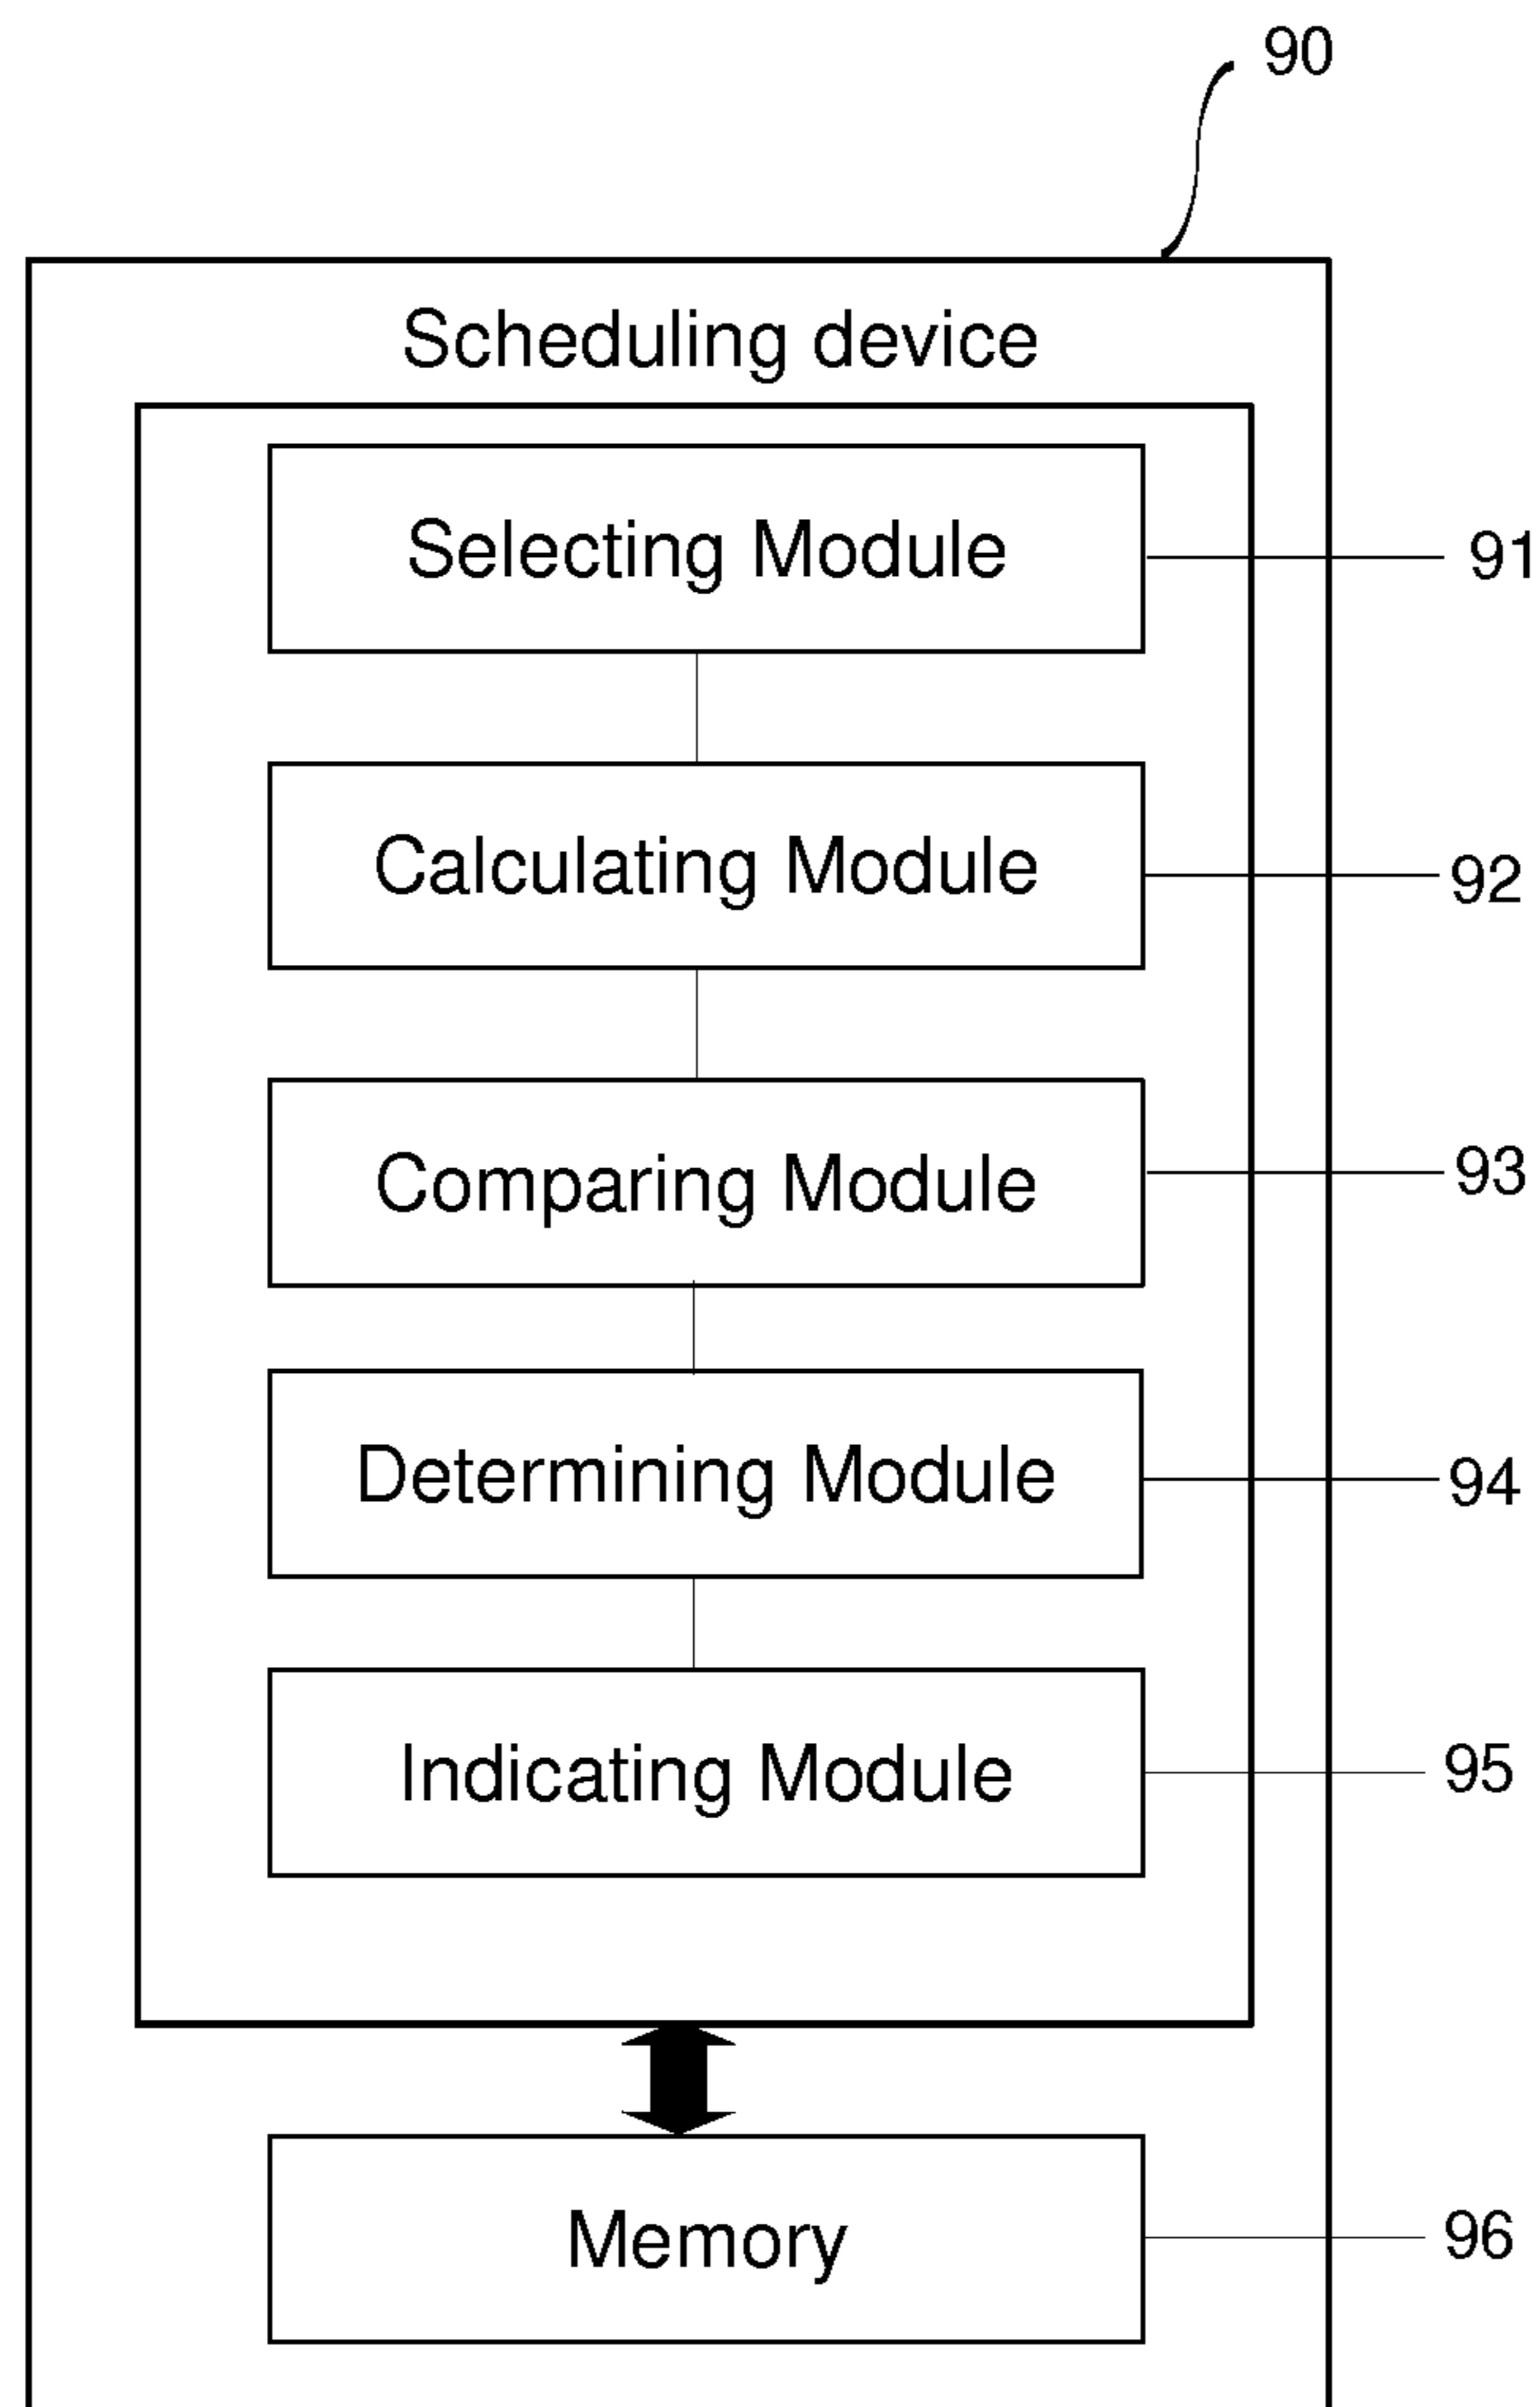 90
Scheduling device
Selecting Module 91
Calculating Module 92
Comparing Module 93
Determining Module 94
Indicating Module 95
Memory 96